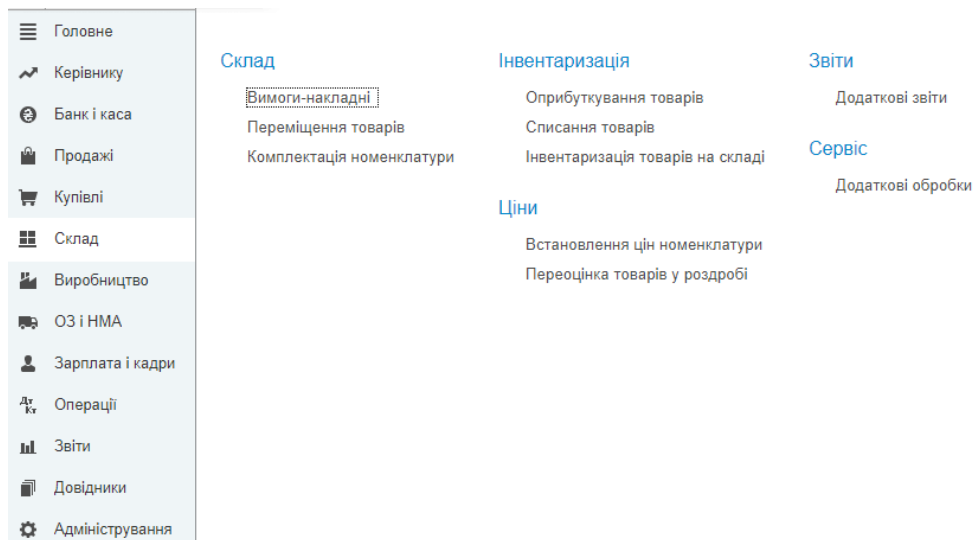 Головне
Керівнику
Банк і каса
Продажі
Купівлі
Склад
Виробництво
ОЗ і НМА
Зарплата і кадри
Дт Кт
Операції
Звіти
Довідники
Адміністрування
Склад
Вимоги-накладні
Переміщення товарів
Комплектація номенклатури
Інвентаризація
Оприбуткування товарів
Списання товарів
Інвентаризація товарів на складі
Ціни
Встановлення цін номенклатури
Переоцінка товарів у роздробі
Звіти
Додаткові звіти
Сервіс
Додаткові обробки